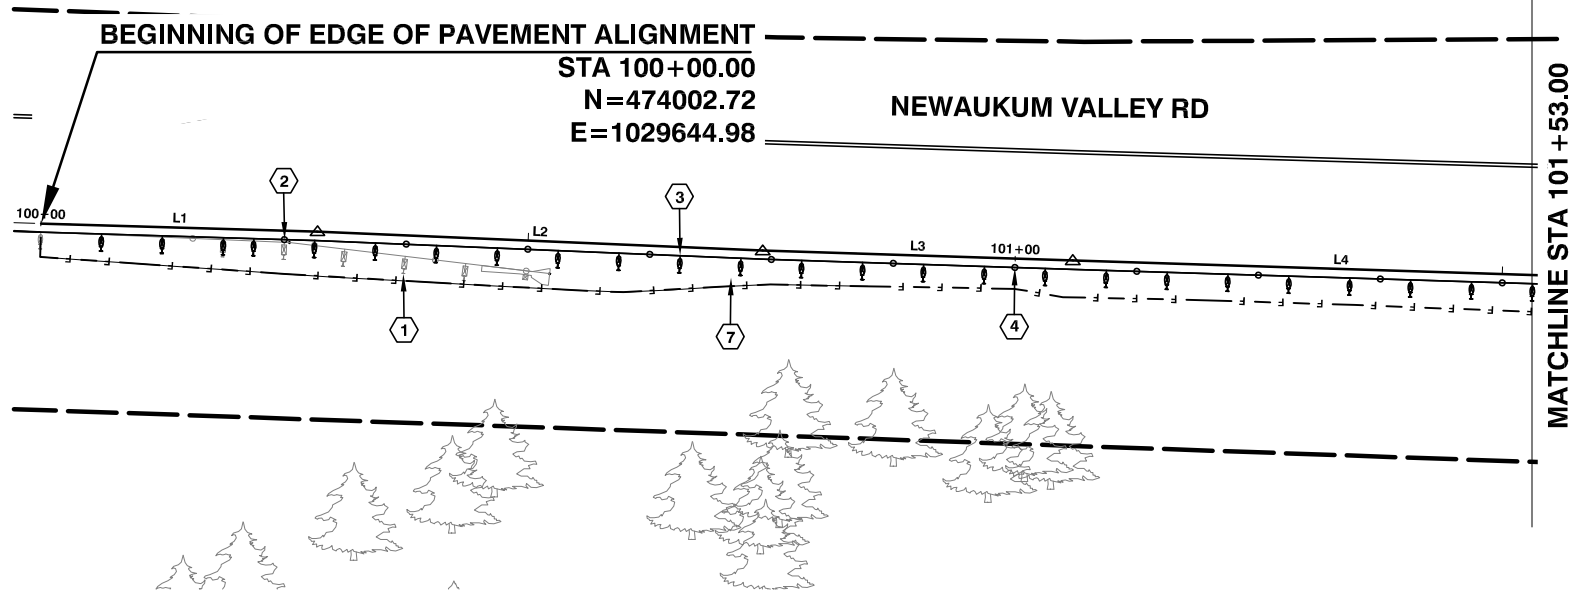 BEGINNING OF EDGE OF PAVEMENT ALIGNMENT
STA 100+00.00
N=474002.72
E=1029644.98
NEWAUKUM VALLEY RD
MATCHLINE STA 101+53.00
2
3
100+00
L1
L2
L3
101+00
L4
1
7
4